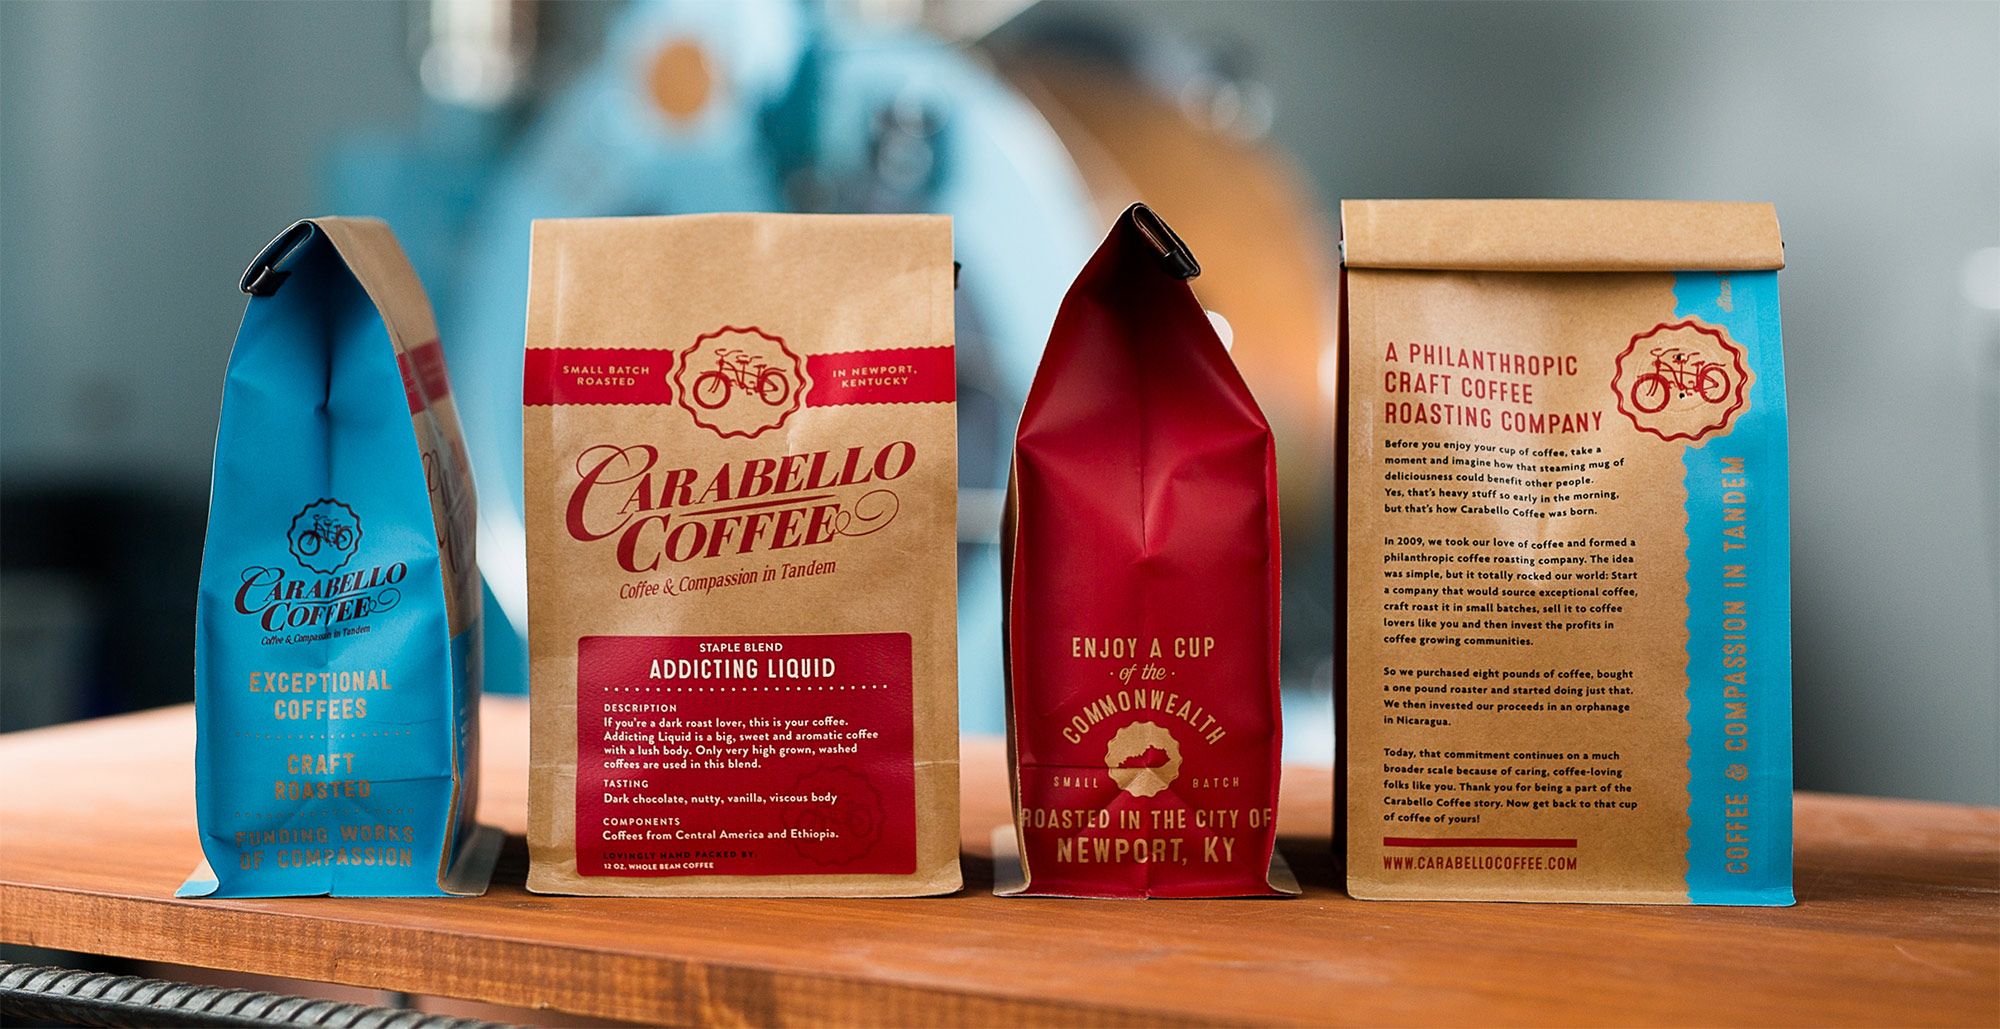 CARABELLO
COFFEE
Coffee & Compassion in Tandem
EXCEPTIONAL
COFFEES
CRAFT
ROASTED
FUNDING WORKS
OF COMPASSION
SMALL BATCH
ROASTED
IN NEWPORT,
KENTUCKY
CARABELLO
COFFEE
Coffee & Compassion in Tandem
STAPLE BLEND
ADDICTING LIQUID
DESCRIPTION
If you're a dark roast lover, this is your coffee.
Addicting Liquid is a big, sweet and aromatic coffee
with a lush body. Only very high grown, washed
coffees are used in this blend.
TASTING
Dark chocolate, nutty, vanilla, viscous body
COMPONENTS
Coffees from Central America and Ethiopia.
LOVINGLY HAND PACKED BY:
12 OZ. WHOLE BEAN COFFEE
ENJOY A CUP
· of the ·
COMMONWEALTH
SMALL BATCH
ROASTED IN THE CITY OF
NEWPORT, KY
A PHILANTHROPIC
CRAFT COFFEE
ROASTING COMPANY
Before you enjoy your cup of coffee, take a
moment and imagine how that steaming mug of
deliciousness could benefit other people.
Yes, that's heavy stuff so early in the morning,
but that's how Carabello Coffee was born.
In 2009, we took our love of coffee and formed a
philanthropic coffee roasting company. The idea
was simple, but it totally rocked our world: Start
a company that would source exceptional coffee,
craft roast it in small batches, sell it to coffee
lovers like you and then invest the profits in
coffee growing communities.
So we purchased eight pounds of coffee, bought
a one pound roaster and started doing just that.
We then invested our proceeds in an orphanage
in Nicaragua.
Today, that commitment continues on a much
broader scale because of caring, coffee-loving
folks like you. Thank you for being a part of the
Carabello Coffee story. Now get back to that cup
of coffee of yours!
WWW.CARABELLOCOFFEE.COM
COFFEE & COMPASSION IN TANDEM